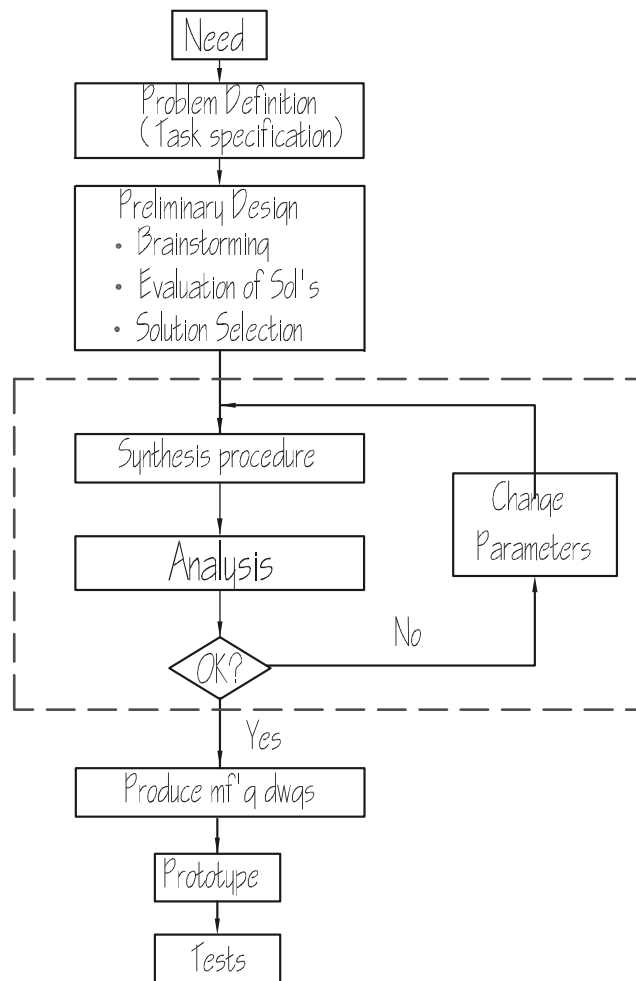 Need
Problem Definition
(Task specification)
Preliminary Design
• Brainstorming
• Evaluation of Sol's
• Solution Selection
Synthesis procedure
Change
Parameters
Analysis
No
OK?
Yes
Produce mf'g dwgs
Prototype
Tests